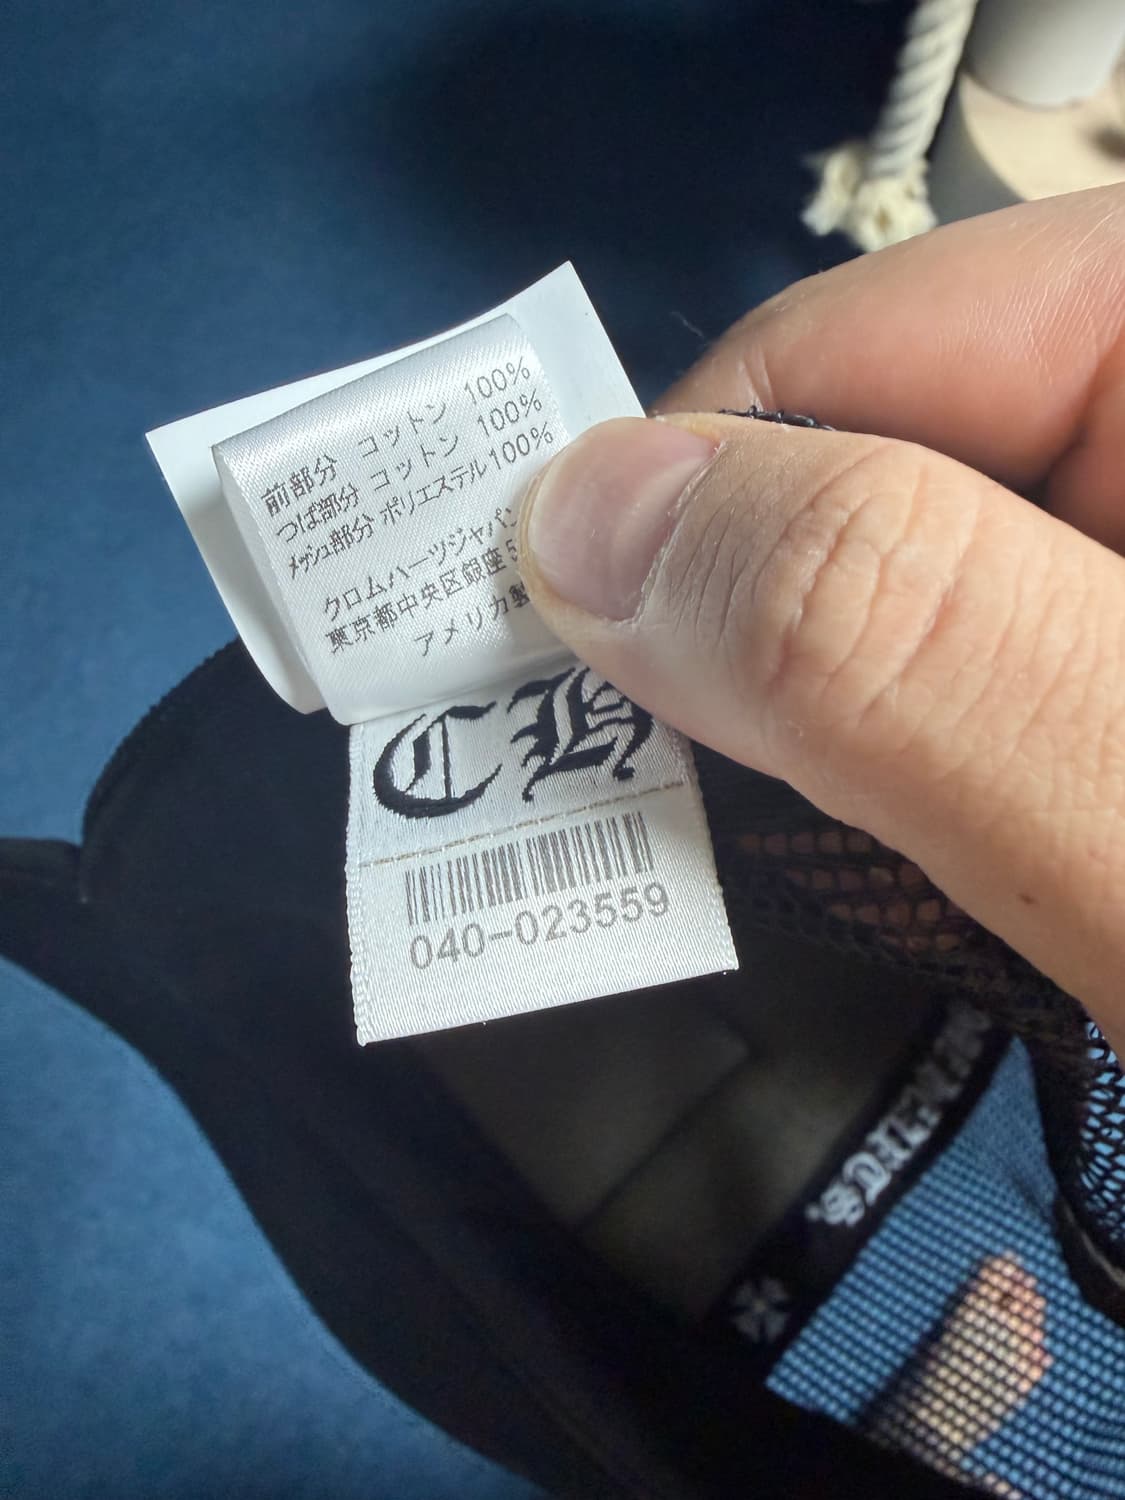 前部分 コットン 100%
つば部分 コットン 100%
メッシュ部分 ポリエステル100%
クロムハーツジャパン
東京都中央区銀座5
アメリカ製
CH
040-023559